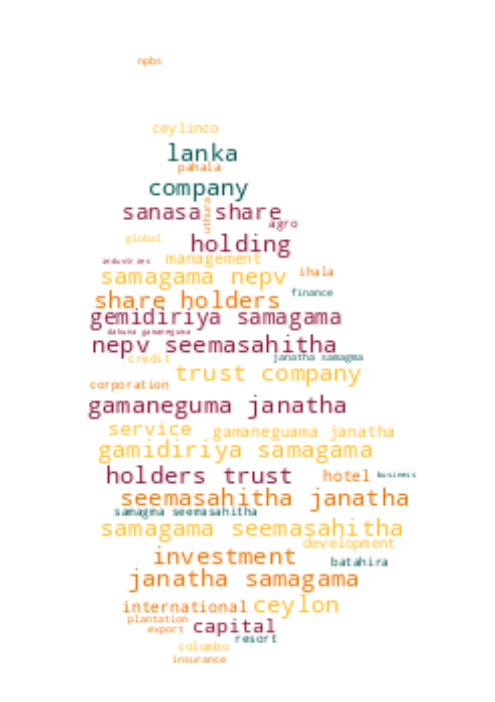 npbs
ceylinco
lanka
pahala
company
sanasa share
uthura
agro
global
holding
industries
management
samagama nepv
ihala
finance
share holders
gemidiriya samagama
dakuna gamaneguma
nepv seemasahitha
credit
janatha samagma
trust company
corporation
gamaneguma janatha
service
gamaneguama janatha
gamidiriya samagama
holders trust
hotel
business
seemasahitha janatha
samagma seemasahitha
samagama seemasahitha
development
investment
batahira
janatha samagama
international
ceylon
plantation
export
capital
resort
colombo
insurance